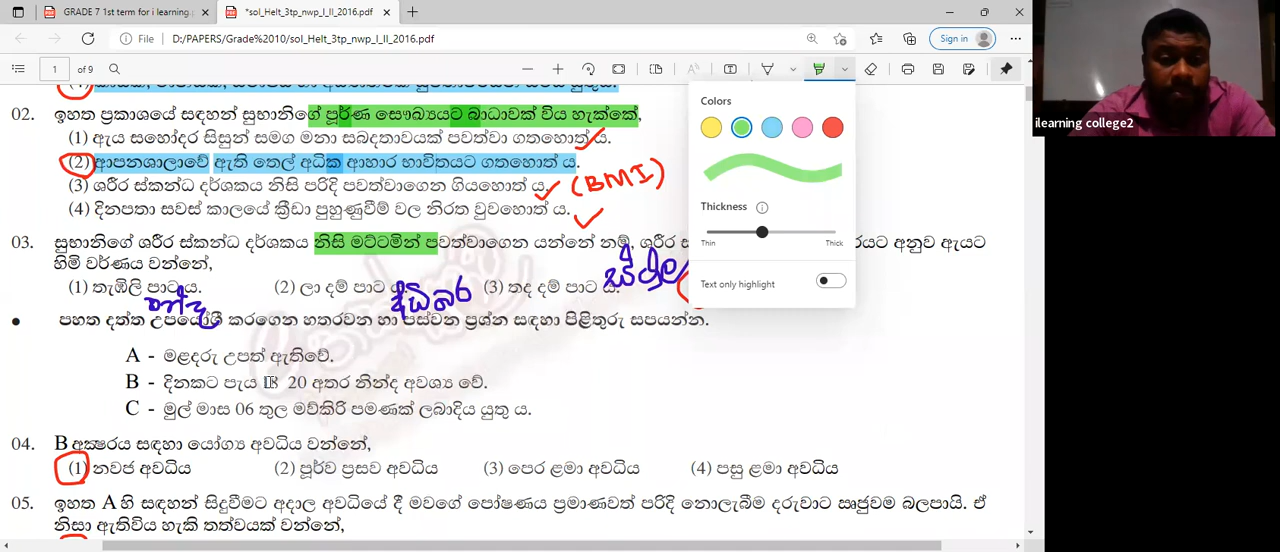 GRADE 7 1st term for i learning
*sol_Helt_3tp_nwp_I_II_2016.pdf
File
D:/PAPERS/Grade%2010/sol_Helt_3tp_nwp_I_II_2016.pdf
Sign in
1 of 9
02. ඉහත ප්‍රකාශයේ සඳහන් සුභානිගේ පූර්ණ සෞඛ්‍යයට බාධාවක් විය හැක්කේ,
(1) ඇය සහෝදර සිසුන් සමග මනා සබදතාවයක් පවත්වා ගතහොත් ය.
(2) ආපනශාලාවේ ඇති තෙල් අධික ආහාර භාවිතයට ගතහොත් ය.
(3) ශරීර ස්කන්ධ දර්ශකය නිසි පරිදි පවත්වාගෙන ගියහොත් ය. (BMI)
(4) දිනපතා සවස් කාලයේ ක්‍රීඩා පුහුණුවීම් වල නිරත වුවහොත් ය.
03. සුභානිගේ ශරීර ස්කන්ධ දර්ශකය නිසි මට්ටමින් පවත්වාගෙන යන්නේ නම්, අනුව ඇයට
හිමි වර්ණය වන්නේ,
(1) තැඹිලි පාට ය. (2) ලා දම් පාට ය. (3) තද දම් පාට ය.
• පහත දත්ත උපයෝගී කරගෙන හතරවන හා පස්වන ප්‍රශ්න සඳහා පිළිතුරු සපයන්න.
A - මළදරු උපත් ඇතිවේ.
B - දිනකට පැය 20 අතර නින්ද අවශ්‍ය වේ.
C - මුල් මාස 06 තුල මව්කිරි පමණක් ලබාදිය යුතු ය.
04. B අක්ෂරය සඳහා යෝග්‍ය අවධිය වන්නේ,
(1) නවජ අවධිය (2) පූර්ව ප්‍රසව අවධිය (3) පෙර ළමා අවධිය (4) පසු ළමා අවධිය
05. ඉහත A හි සඳහන් සිදුවීමට අදාල අවධියේ දී මවගේ පෝෂණය ප්‍රමාණවත් පරිදි නොලැබීම දරුවාට සෘජුවම බලපායි. ඒ
නිසා ඇතිවිය හැකි තත්වයක් වන්නේ,
Colors
Thickness
Thin Thick
Text only highlight
ilearning college2